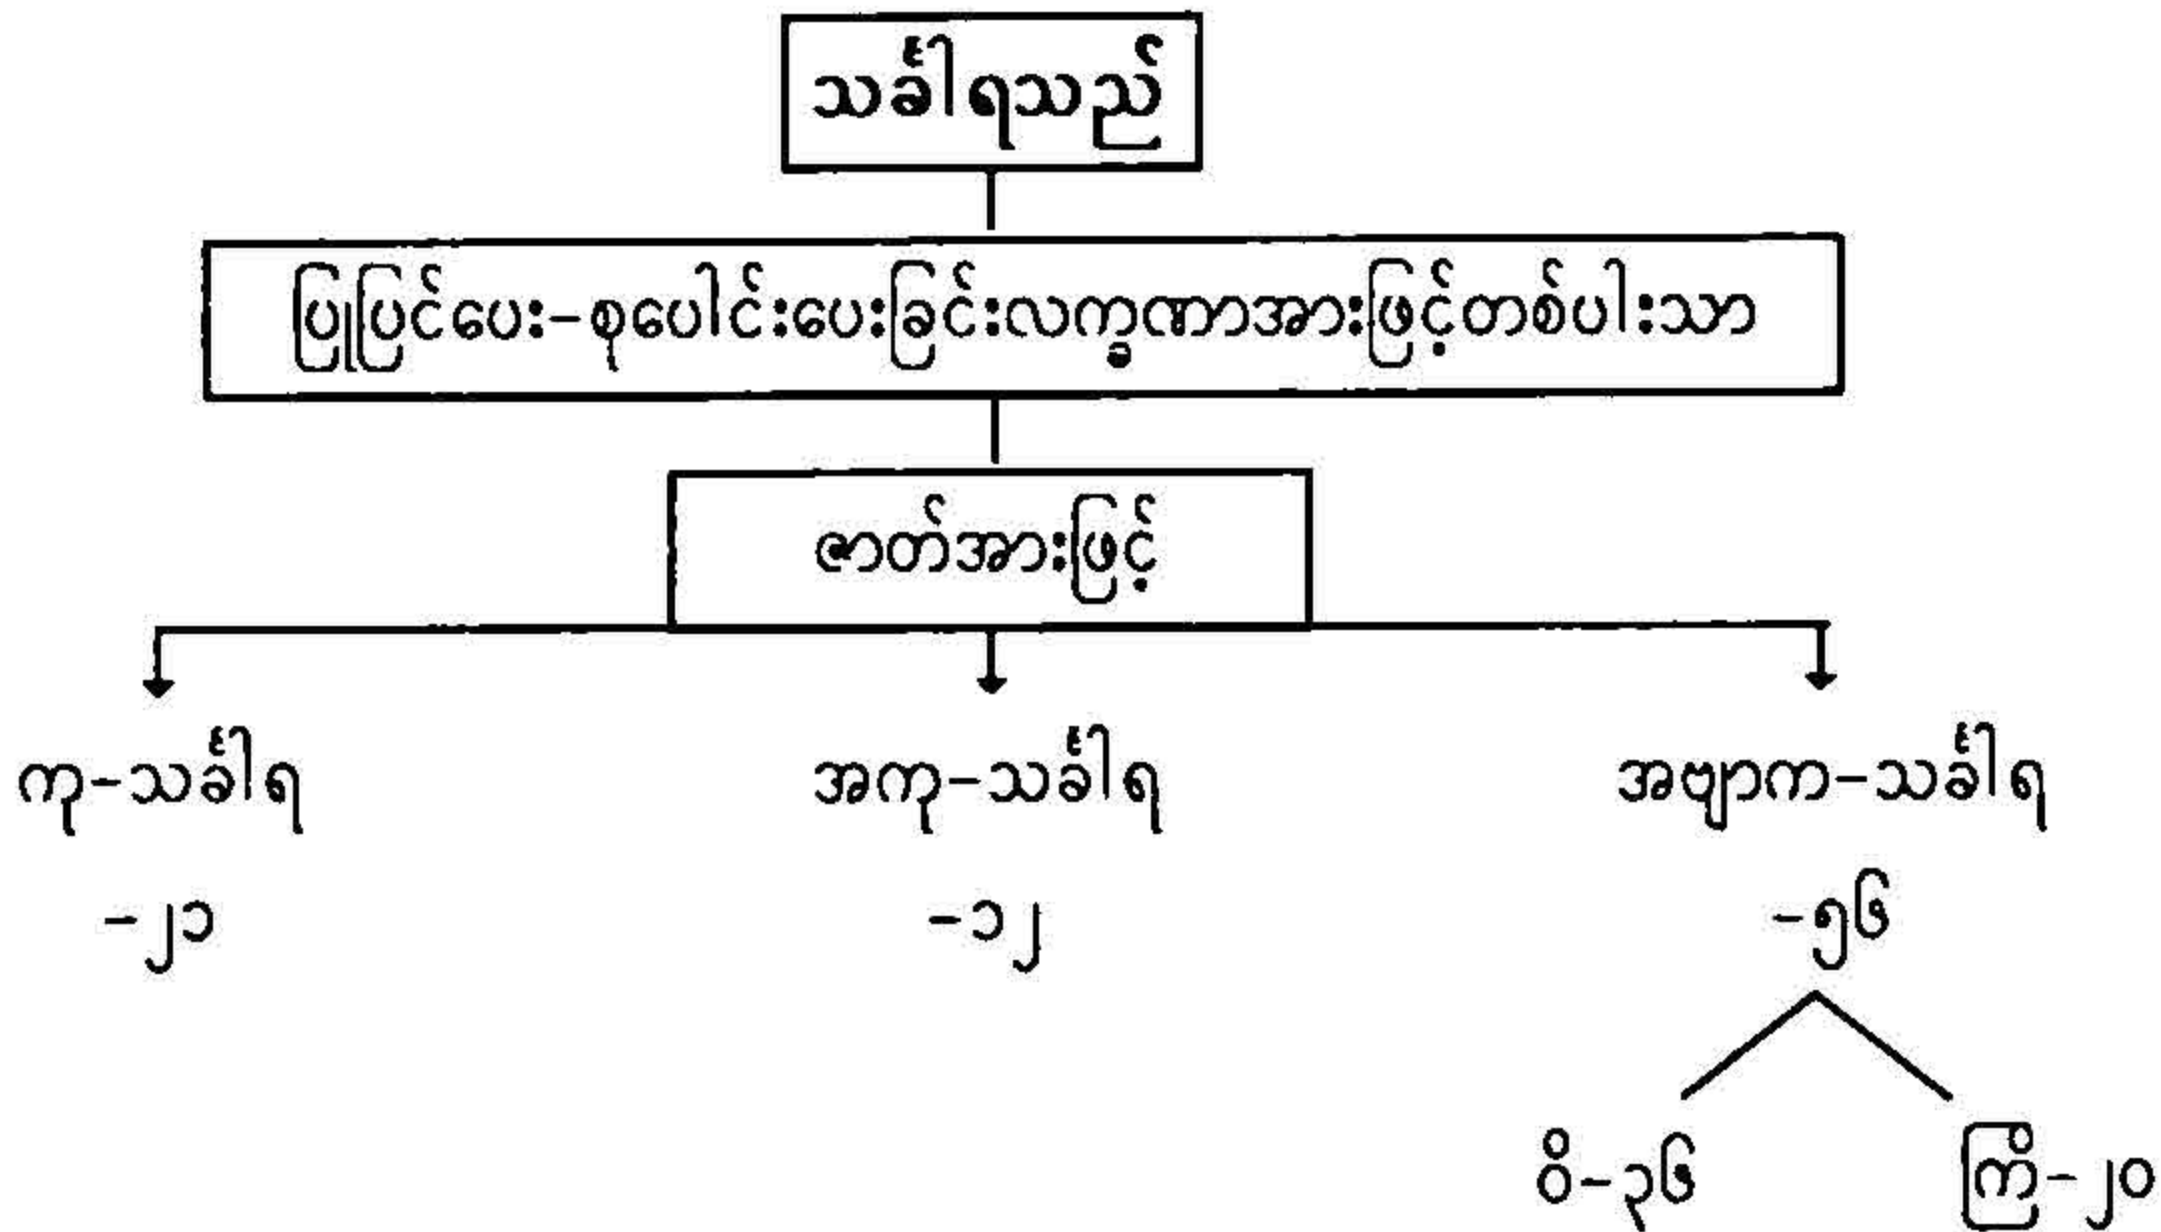 သင်္ခါရသည်
ပြုပြင်ပေး-စုပေါင်းပေးခြင်းလက္ခဏာအားဖြင့်တစ်ပါးသာ
ဇာတ်အားဖြင့်
ကု-သင်္ခါရ အကု-သင်္ခါရ အဗျာက-သင်္ခါရ
-၂၁ -၁၂ -၅၆
ဝိ-၃၆ ကြိ-၂၀